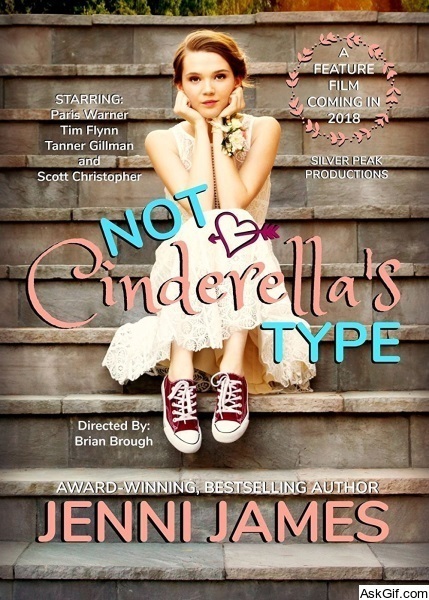 STARRING:
Paris Warner
Tim Flynn
Tanner Gillman
and
Scott Christopher
A
FEATURE
FILM
COMING IN
2018
SILVER PEAK
PRODUCTIONS
NOT
Cinderella's
TYPE
Directed By:
Brian Brough
AWARD-WINNING, BESTSELLING AUTHOR
JENNI JAMES
AskGif.com